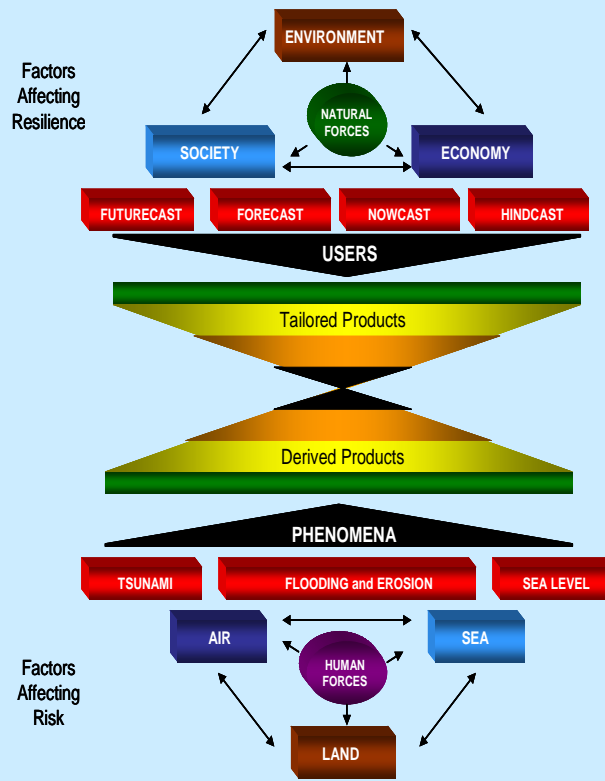 ENVIRONMENT
Factors
Affecting
Resilience
NATURAL
FORCES
SOCIETY
ECONOMY
FUTURECAST
FORECAST
NOWCAST
HINDCAST
USERS
Tailored Products
Derived Products
PHENOMENA
TSUNAMI
FLOODING and EROSION
SEA LEVEL
AIR
SEA
HUMAN
FORCES
Factors
Affecting
Risk
LAND